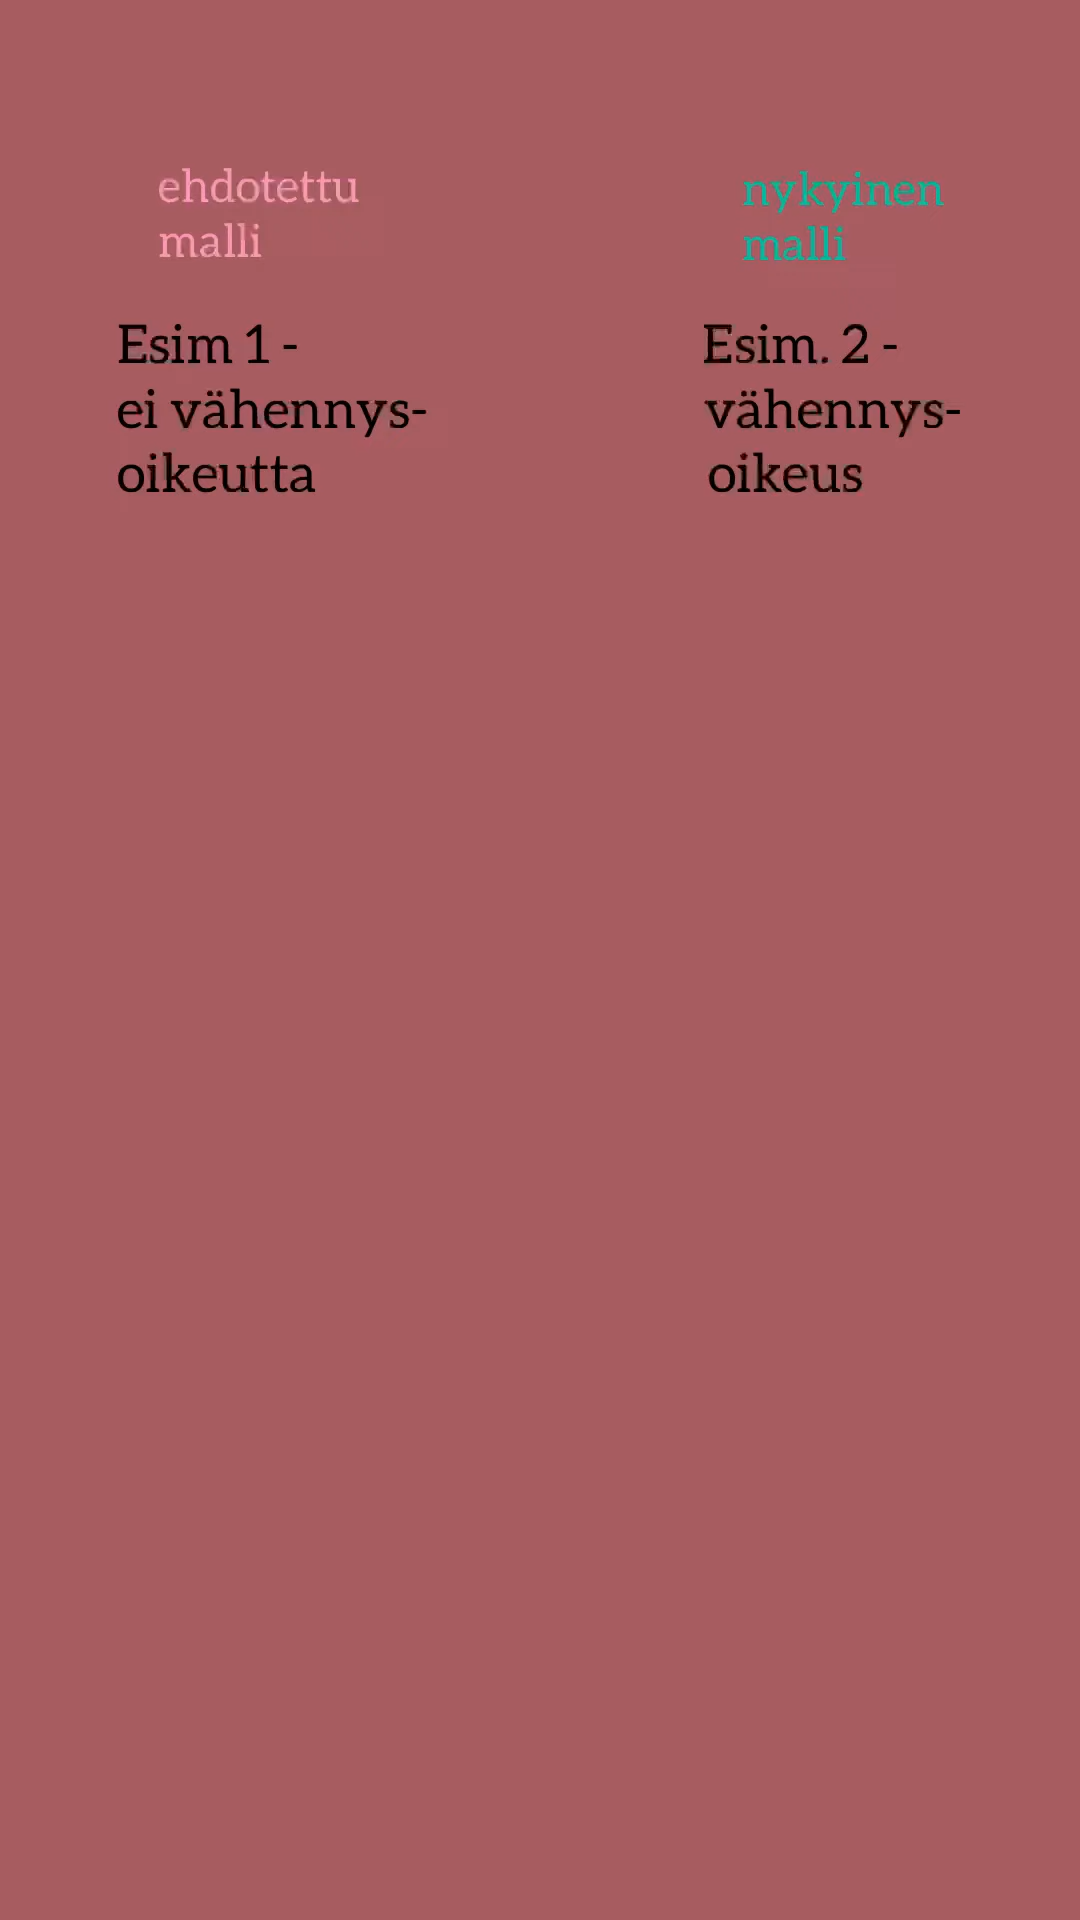 ehdotettu
malli
Esim 1 -
ei vähennys-
oikeutta
nykyinen
malli
Esim. 2 -
vähennys-
oikeus